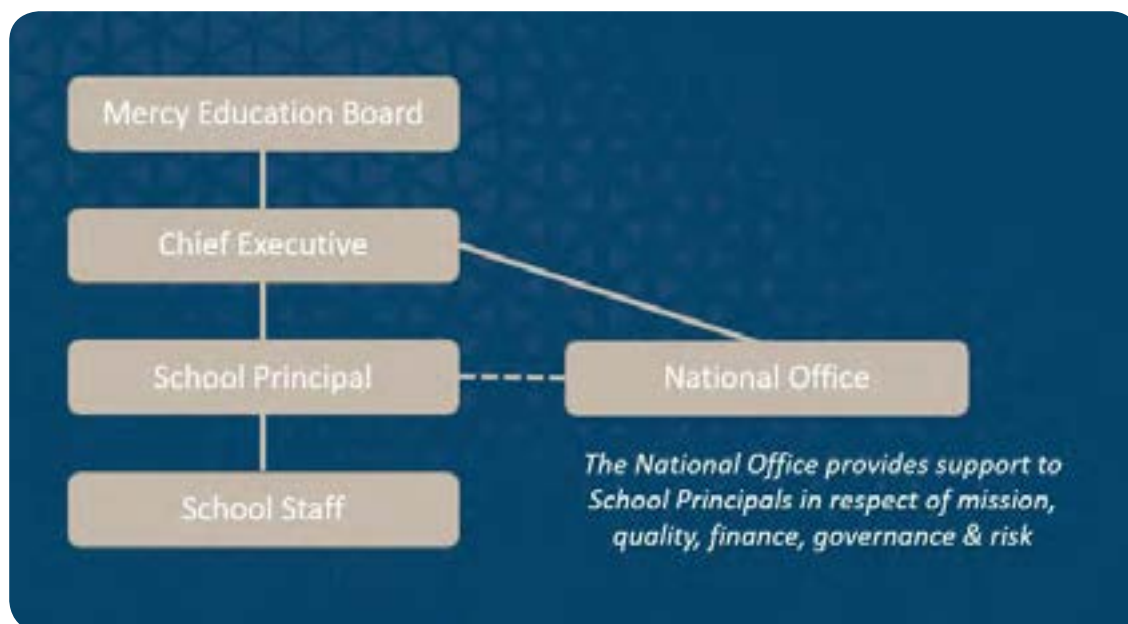 Mercy Education Board
Chief Executive
School Principal
National Office
School Staff
The National Office provides support to
School Principals in respect of mission,
quality, finance, governance & risk